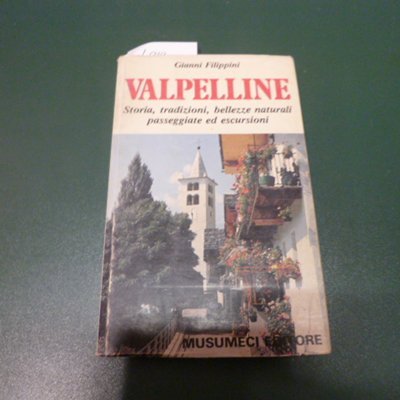 Gianni Filippini
VALPELLINE
Storia, tradizioni, bellezze naturali
passeggiate ed escursioni
MUSUMECI EDITORE